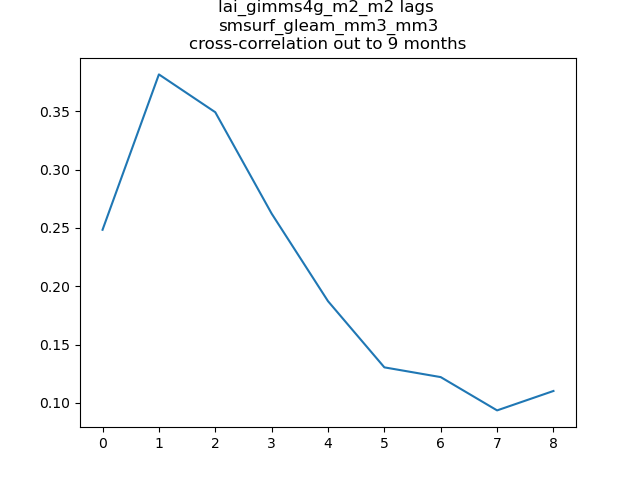 lai_gimms4g_m2_m2 lags
smsurf_gleam_mm3_mm3
cross-correlation out to 9 months
0.35
0.30
0.25
0.20
0.15
0.10
0 1 2 3 4 5 6 7 8